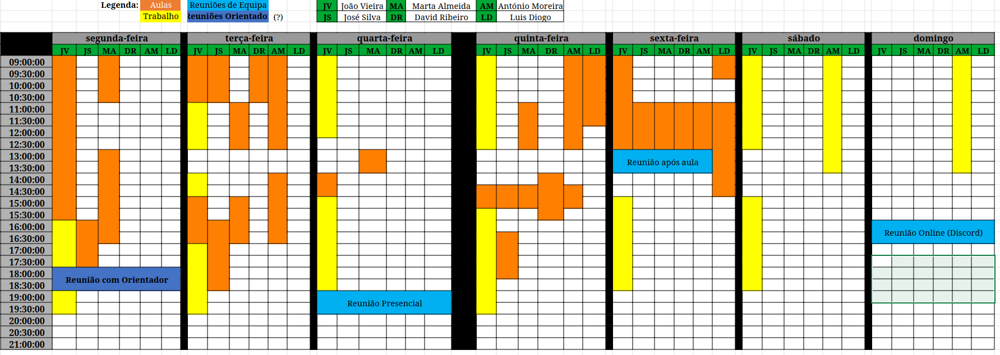 Legenda: Aulas Reuniões de Equipa JV João Vieira MA Marta Almeida AM António Moreira
Trabalho Reuniões Orientado (?) JS José Silva DR David Ribeiro LD Luis Diogo
segunda-feira terça-feira quarta-feira quinta-feira sexta-feira sábado domingo
JV JS MA DR AM LD JV JS MA DR AM LD JV JS MA DR AM LD JV JS MA DR AM LD JV JS MA DR AM LD JV JS MA DR AM LD JV JS MA DR AM LD
09:00:00
09:30:00
10:00:00
10:30:00
11:00:00
11:30:00
12:00:00
12:30:00
13:00:00
13:30:00 Reunião após aula
14:00:00
14:30:00
15:00:00
15:30:00
16:00:00
16:30:00 Reunião Online (Discord)
17:00:00
17:30:00
18:00:00
18:30:00 Reunião com Orientador
19:00:00
19:30:00 Reunião Presencial
20:00:00
20:30:00
21:00:00